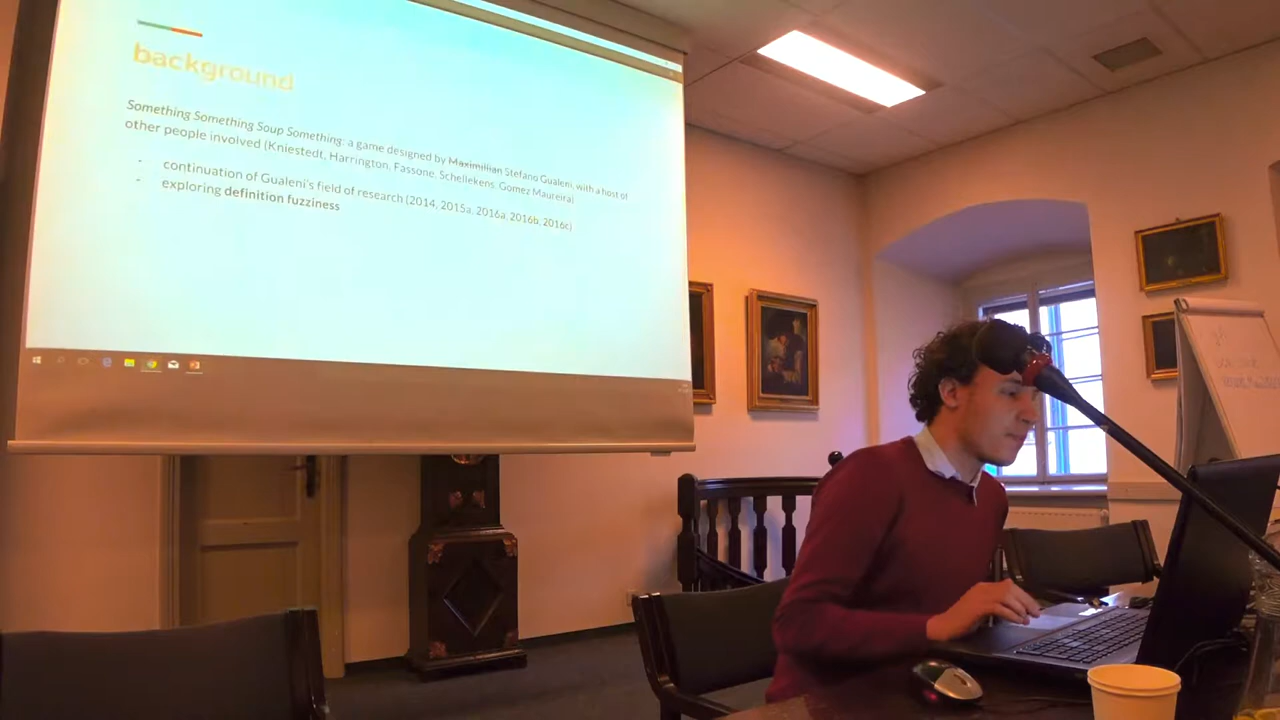 background
Something Something Soup Something: a game designed by Maximillian Stefano Gualeni, with a host of
other people involved (Kniestedt, Harrington, Fassone, Schellekens, Gomez Maureira)
- continuation of Gualeni's field of research (2014, 2015a, 2016a, 2016b, 2016c)
- exploring definition fuzziness